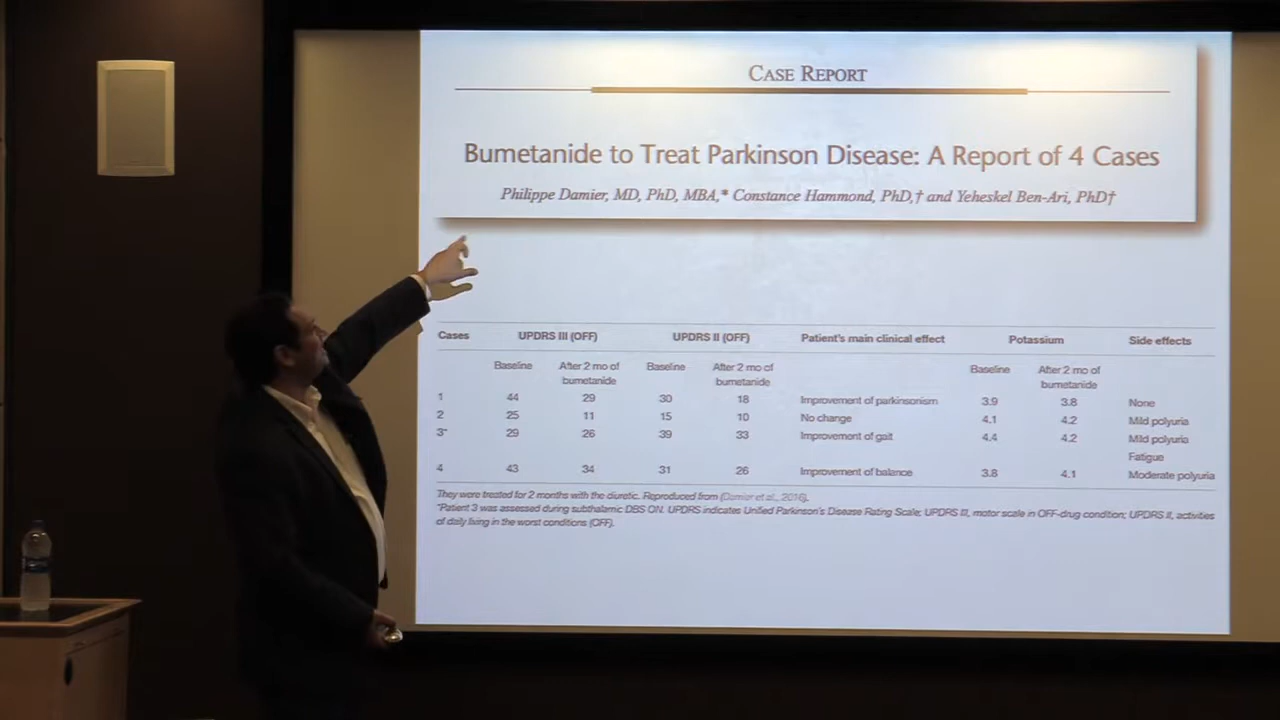 CASE REPORT
Bumetanide to Treat Parkinson Disease: A Report of 4 Cases
Philippe Damier, MD, PhD, MBA,* Constance Hammond, PhD,† and Yeheskel Ben-Ari, PhD†
Cases UPDRS III (OFF) UPDRS II (OFF) Patient's main clinical effect Potassium Side effects
Baseline After 2 mo of Baseline After 2 mo of Baseline After 2 mo of
bumetanide bumetanide bumetanide
1 44 29 30 18 Improvement of parkinsonism 3.9 3.8 None
2 25 11 15 10 No change 4.1 4.2 Mild polyuria
3* 29 26 39 33 Improvement of gait 4.4 4.2 Mild polyuria
Fatigue
4 43 34 31 26 Improvement of balance 3.8 4.1 Moderate polyuria
They were treated for 2 months with the diuretic. Reproduced from (Damier et al., 2016).
*Patient 3 was assessed during subthalamic DBS ON. UPDRS indicates Unified Parkinson's Disease Rating Scale; UPDRS III, motor scale in OFF-drug condition; UPDRS II, activities
of daily living in the worst conditions (OFF).